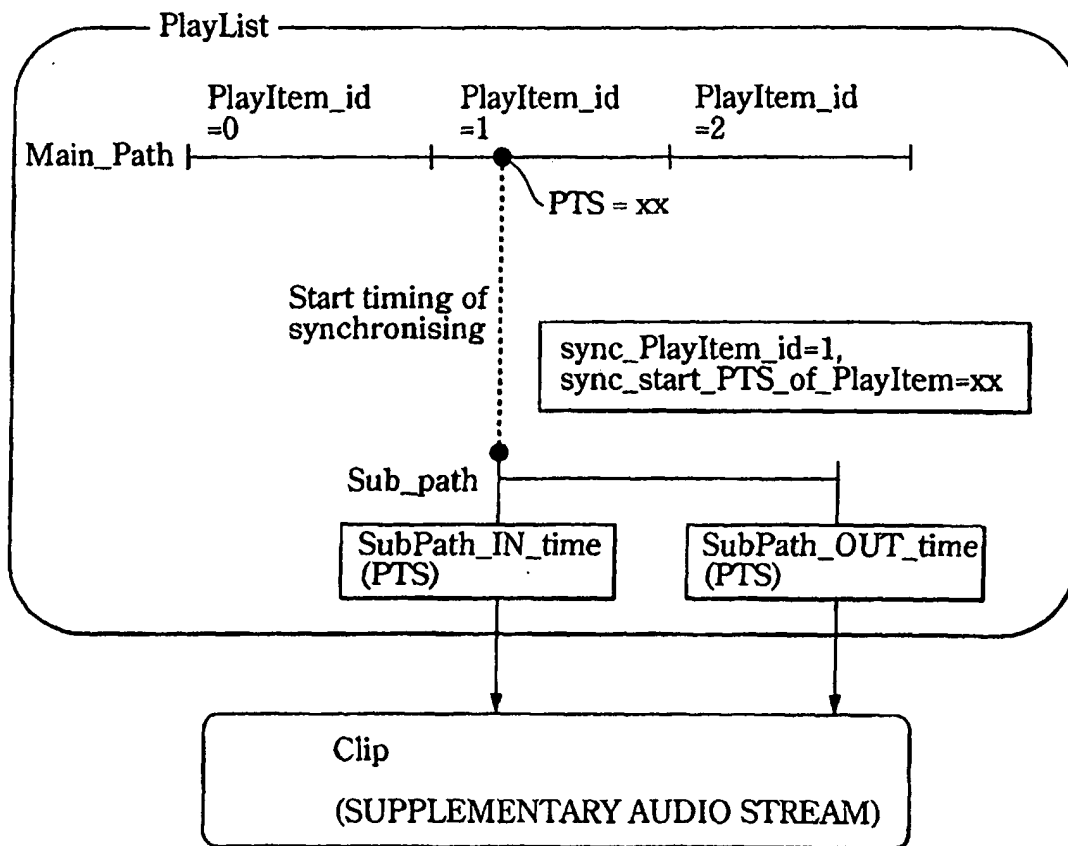 PlayList
PlayItem_id
=0
PlayItem_id
=1
PlayItem_id
=2
Main_Path
PTS = xx
Start timing of
synchronising
sync_PlayItem_id=1,
sync_start_PTS_of_PlayItem=xx
Sub_path
SubPath_IN_time
(PTS)
SubPath_OUT_time
(PTS)
Clip
(SUPPLEMENTARY AUDIO STREAM)